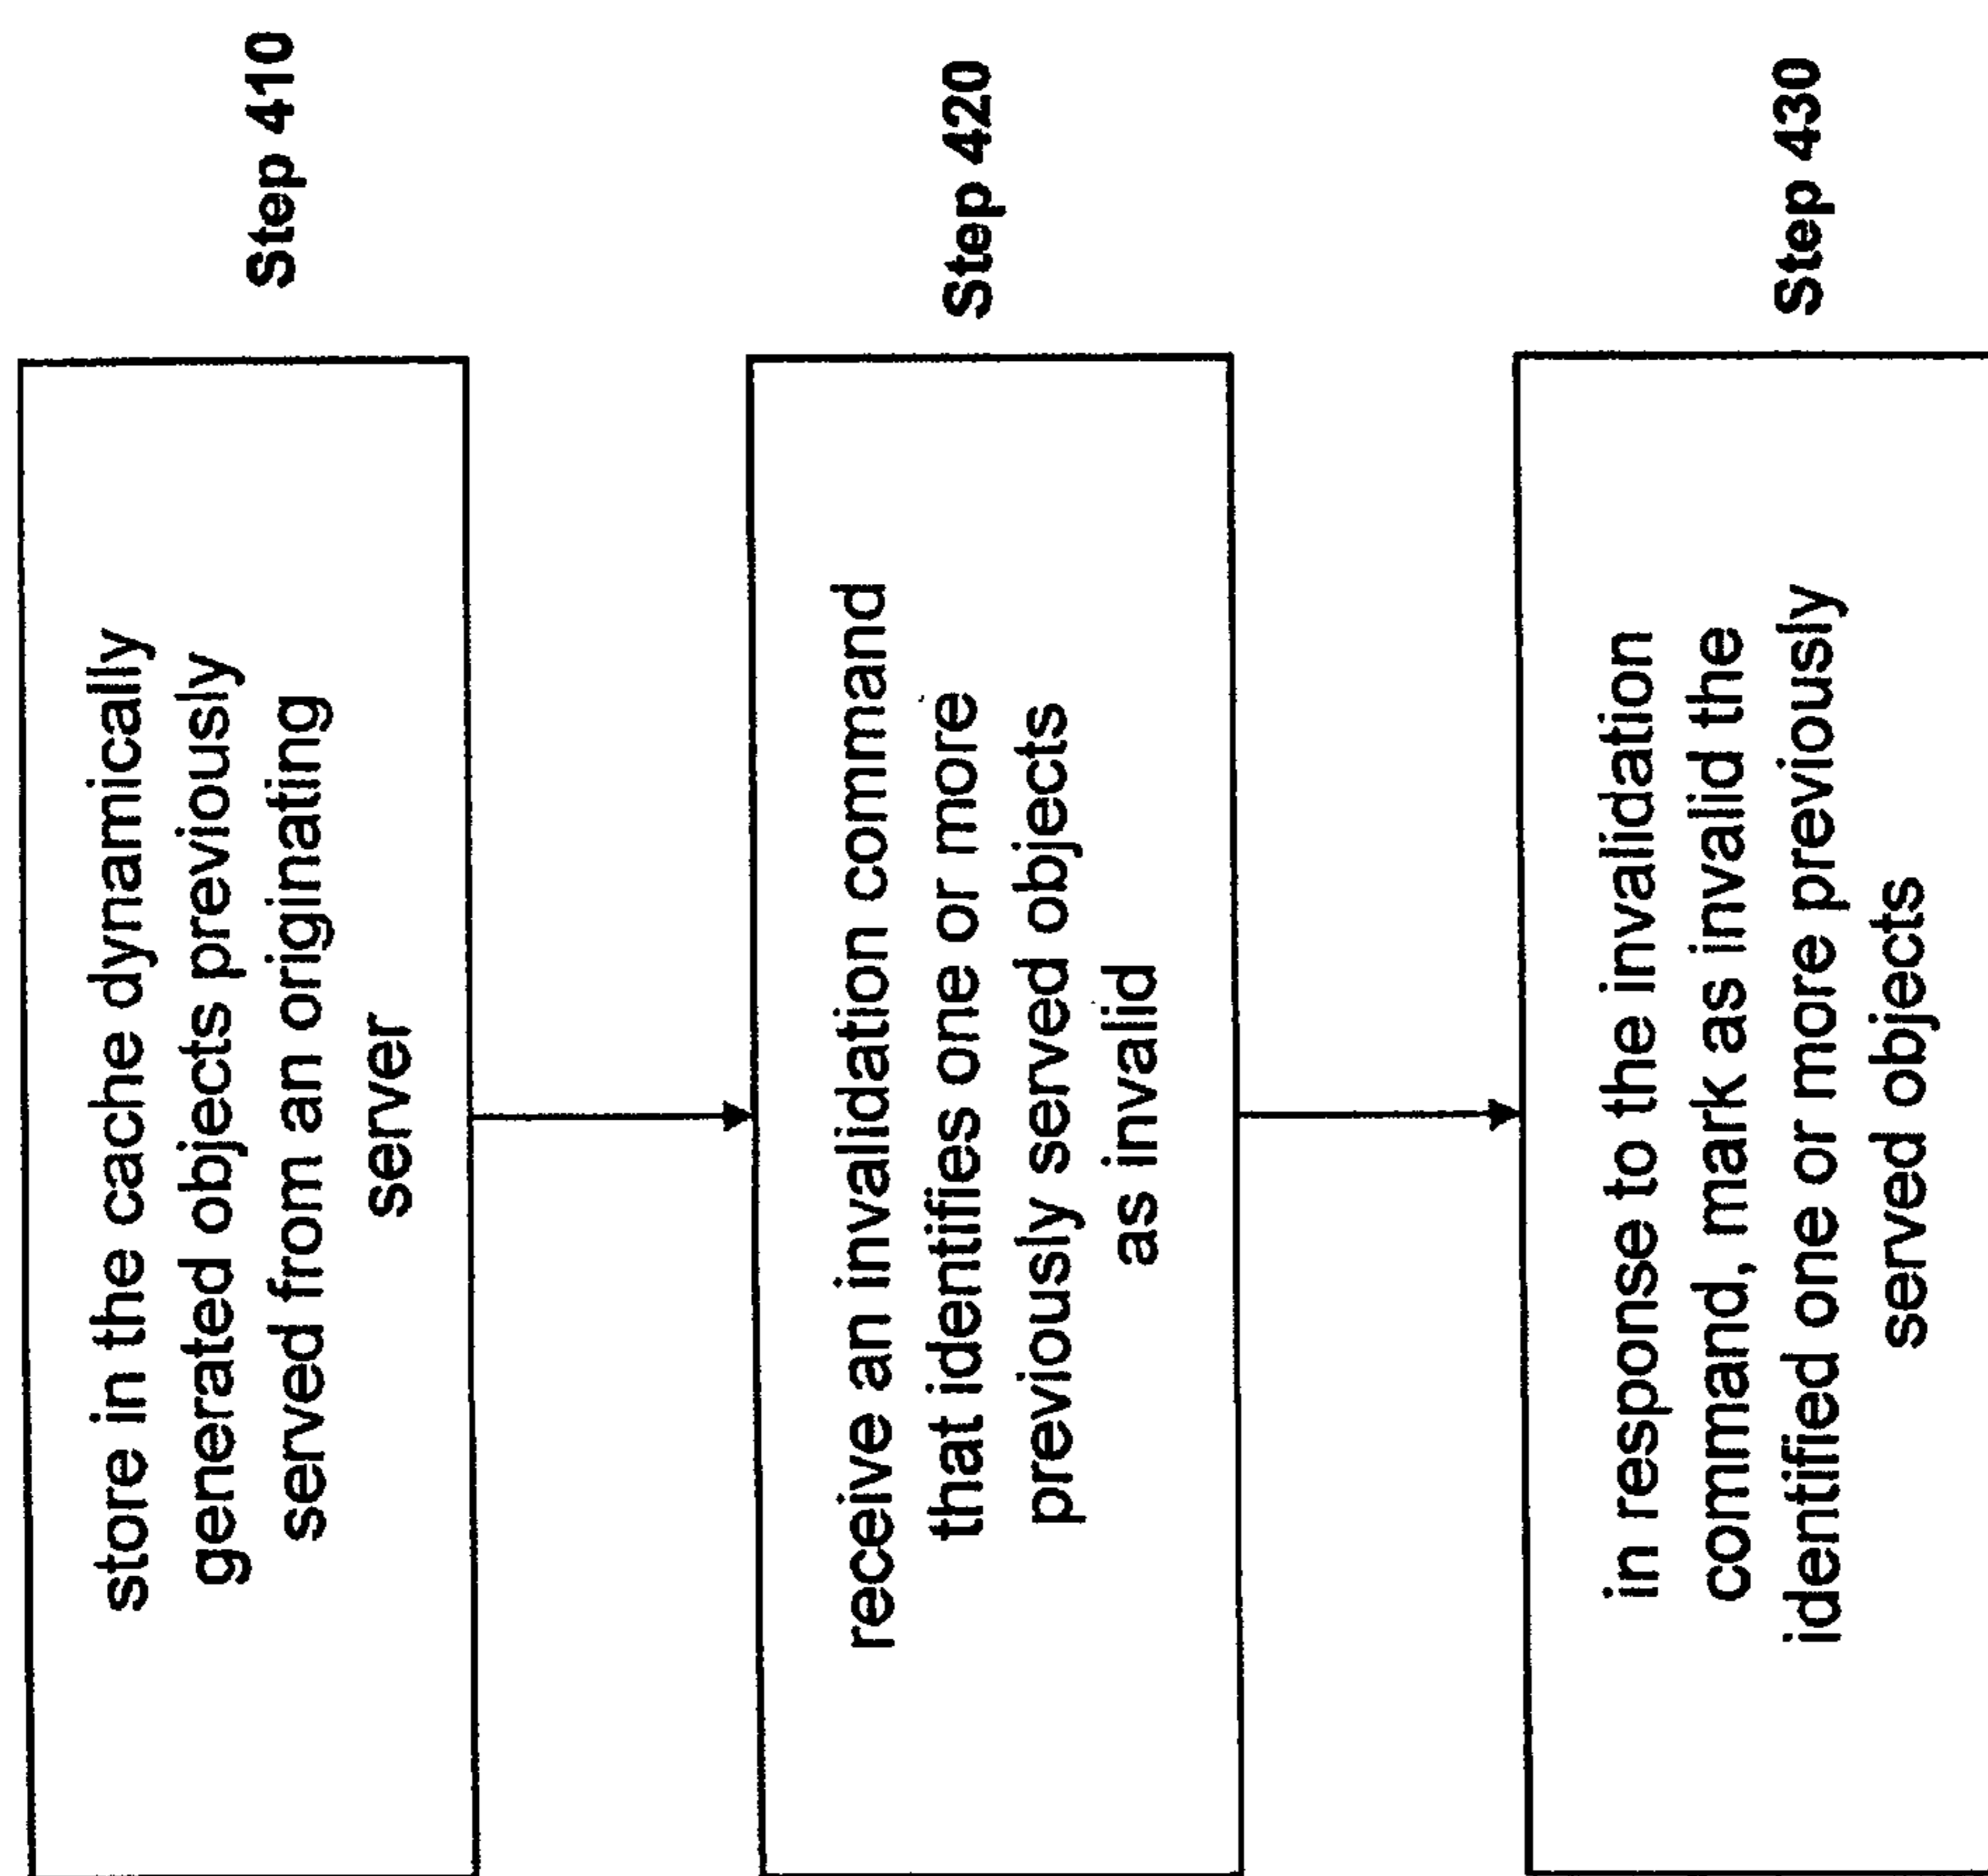 store in the cache dynamically
generated objects previously
served from an originating
server
Step 410
receive an invalidation command
that identifies one or more
previously served objects
as invalid
Step 420
in response to the invalidation
command, mark as invalid the
identified one or more previously
served objects
Step 430